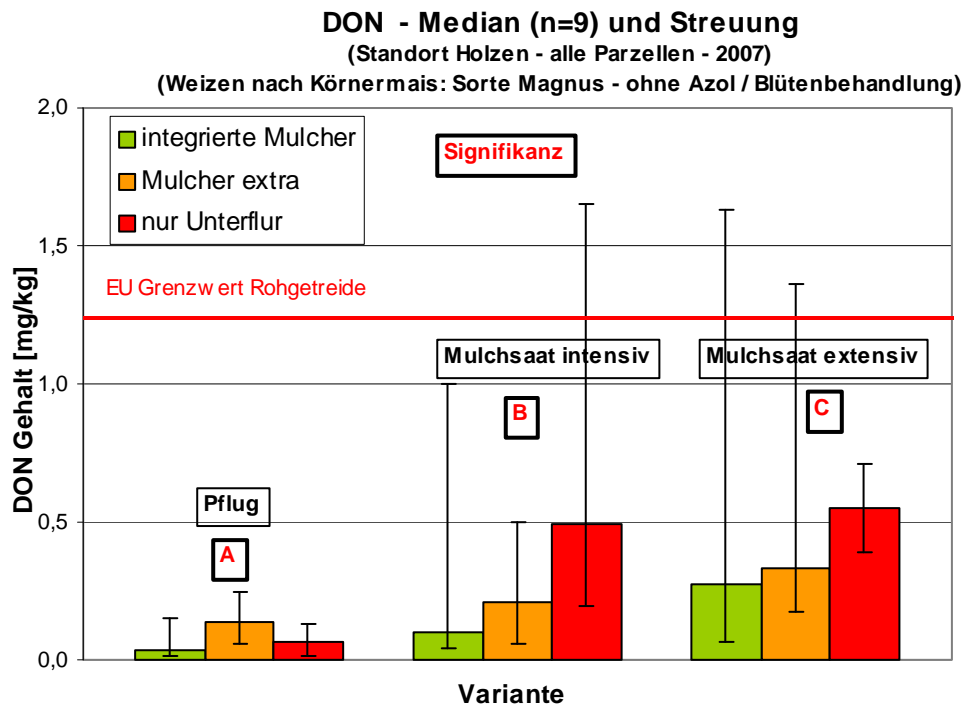 DON - Median (n=9) und Streuung
(Standort Holzen - alle Parzellen - 2007)
(Weizen nach Körnermais: Sorte Magnus - ohne Azol / Blütenbehandlung)
DON Gehalt [mg/kg]
2,0
1,5
1,0
0,5
0,0
integrierte Mulcher
Mulcher extra
nur Unterflur
Signifikanz
EU Grenzwert Rohgetreide
Mulchsaat intensiv
Mulchsaat extensiv
B
C
Pflug
A
Variante